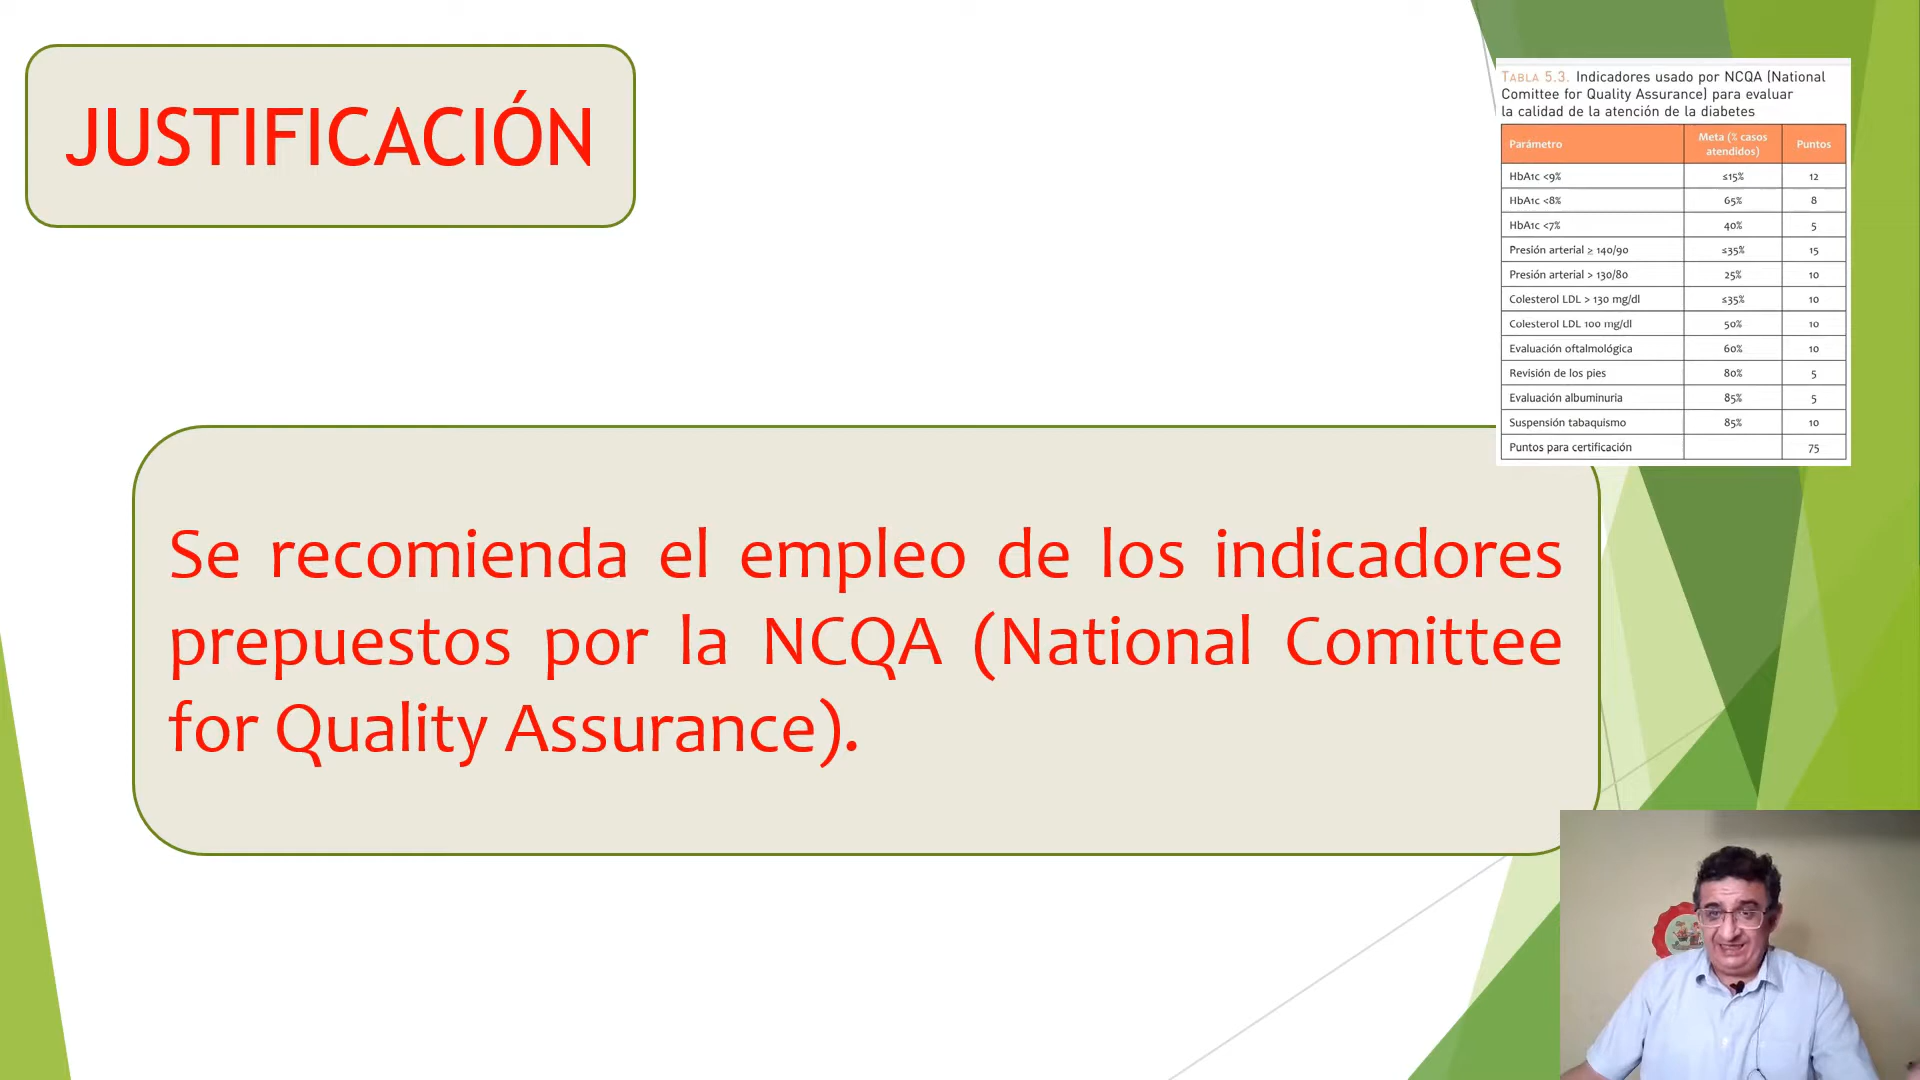 JUSTIFICACIÓN
TABLA 5.3. Indicadores usado por NCQA (National
Comittee for Quality Assurance) para evaluar
la calidad de la atención de la diabetes
Parámetro Meta (% casos atendidos) Puntos
HbA1c <9% ≤15% 12
HbA1c <8% 65% 8
HbA1c <7% 40% 5
Presión arterial ≥ 140/90 ≤35% 15
Presión arterial > 130/80 25% 10
Colesterol LDL > 130 mg/dl ≤35% 10
Colesterol LDL 100 mg/dl 50% 10
Evaluación oftalmológica 60% 10
Revisión de los pies 80% 5
Evaluación albuminuria 85% 5
Suspensión tabaquismo 85% 10
Puntos para certificación 75
Se recomienda el empleo de los indicadores
prepuestos por la NCQA (National Comittee
for Quality Assurance).